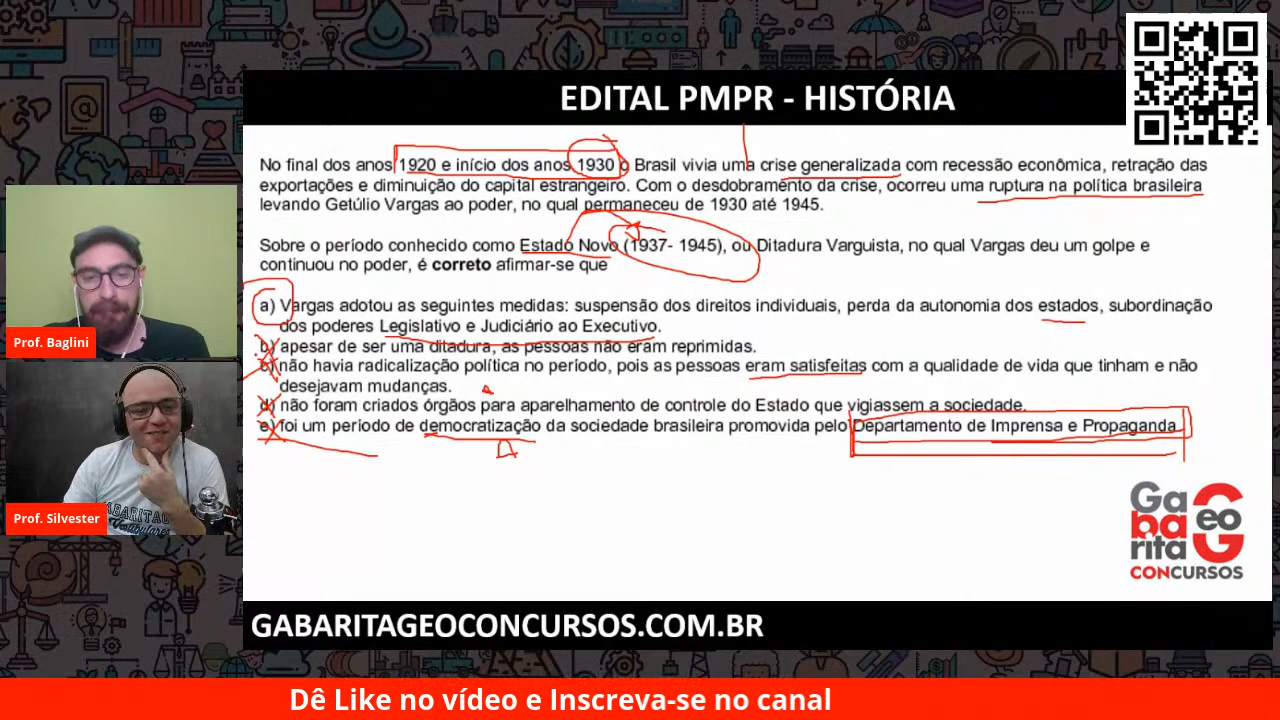 EDITAL PMPR - HISTÓRIA
No final dos anos 1920 e início dos anos 1930 o Brasil vivia uma crise generalizada com recessão econômica, retração das
exportações e diminuição do capital estrangeiro. Com o desdobramento da crise, ocorreu uma ruptura na política brasileira
levando Getúlio Vargas ao poder, no qual permaneceu de 1930 até 1945.
Sobre o período conhecido como Estado Novo (1937- 1945), ou Ditadura Varguista, no qual Vargas deu um golpe e
continuou no poder, é correto afirmar-se que
a) Vargas adotou as seguintes medidas: suspensão dos direitos individuais, perda da autonomia dos estados, subordinação
dos poderes Legislativo e Judiciário ao Executivo.
b) apesar de ser uma ditadura, as pessoas não eram reprimidas.
c) não havia radicalização política no período, pois as pessoas eram satisfeitas com a qualidade de vida que tinham e não
desejavam mudanças.
d) não foram criados órgãos para aparelhamento de controle do Estado que vigiassem a sociedade.
e) foi um período de democratização da sociedade brasileira promovida pelo Departamento de Imprensa e Propaganda
Prof. Baglini
Prof. Silvester
GABARITAGEO
Vestibulares
Gabarita
Geo
CONCURSOS
GABARITAGEOCONCURSOS.COM.BR
Dê Like no vídeo e Inscreva-se no canal